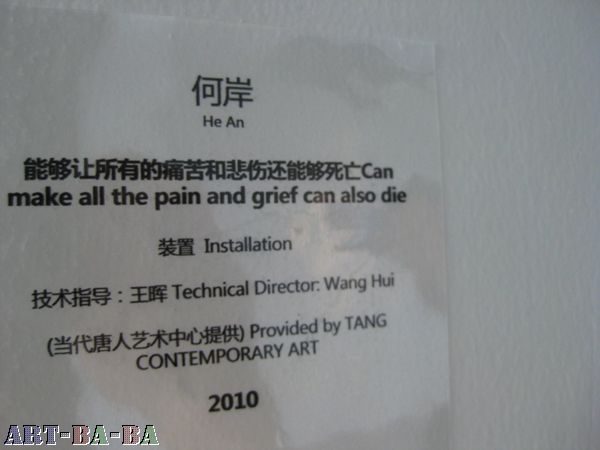 何岸
He An
能够让所有的痛苦和悲伤还能够死亡Can
make all the pain and grief can also die
装置 Installation
技术指导：王晖 Technical Director: Wang Hui
(当代唐人艺术中心提供) Provided by TANG
CONTEMPORARY ART
2010
ART-BA-BA